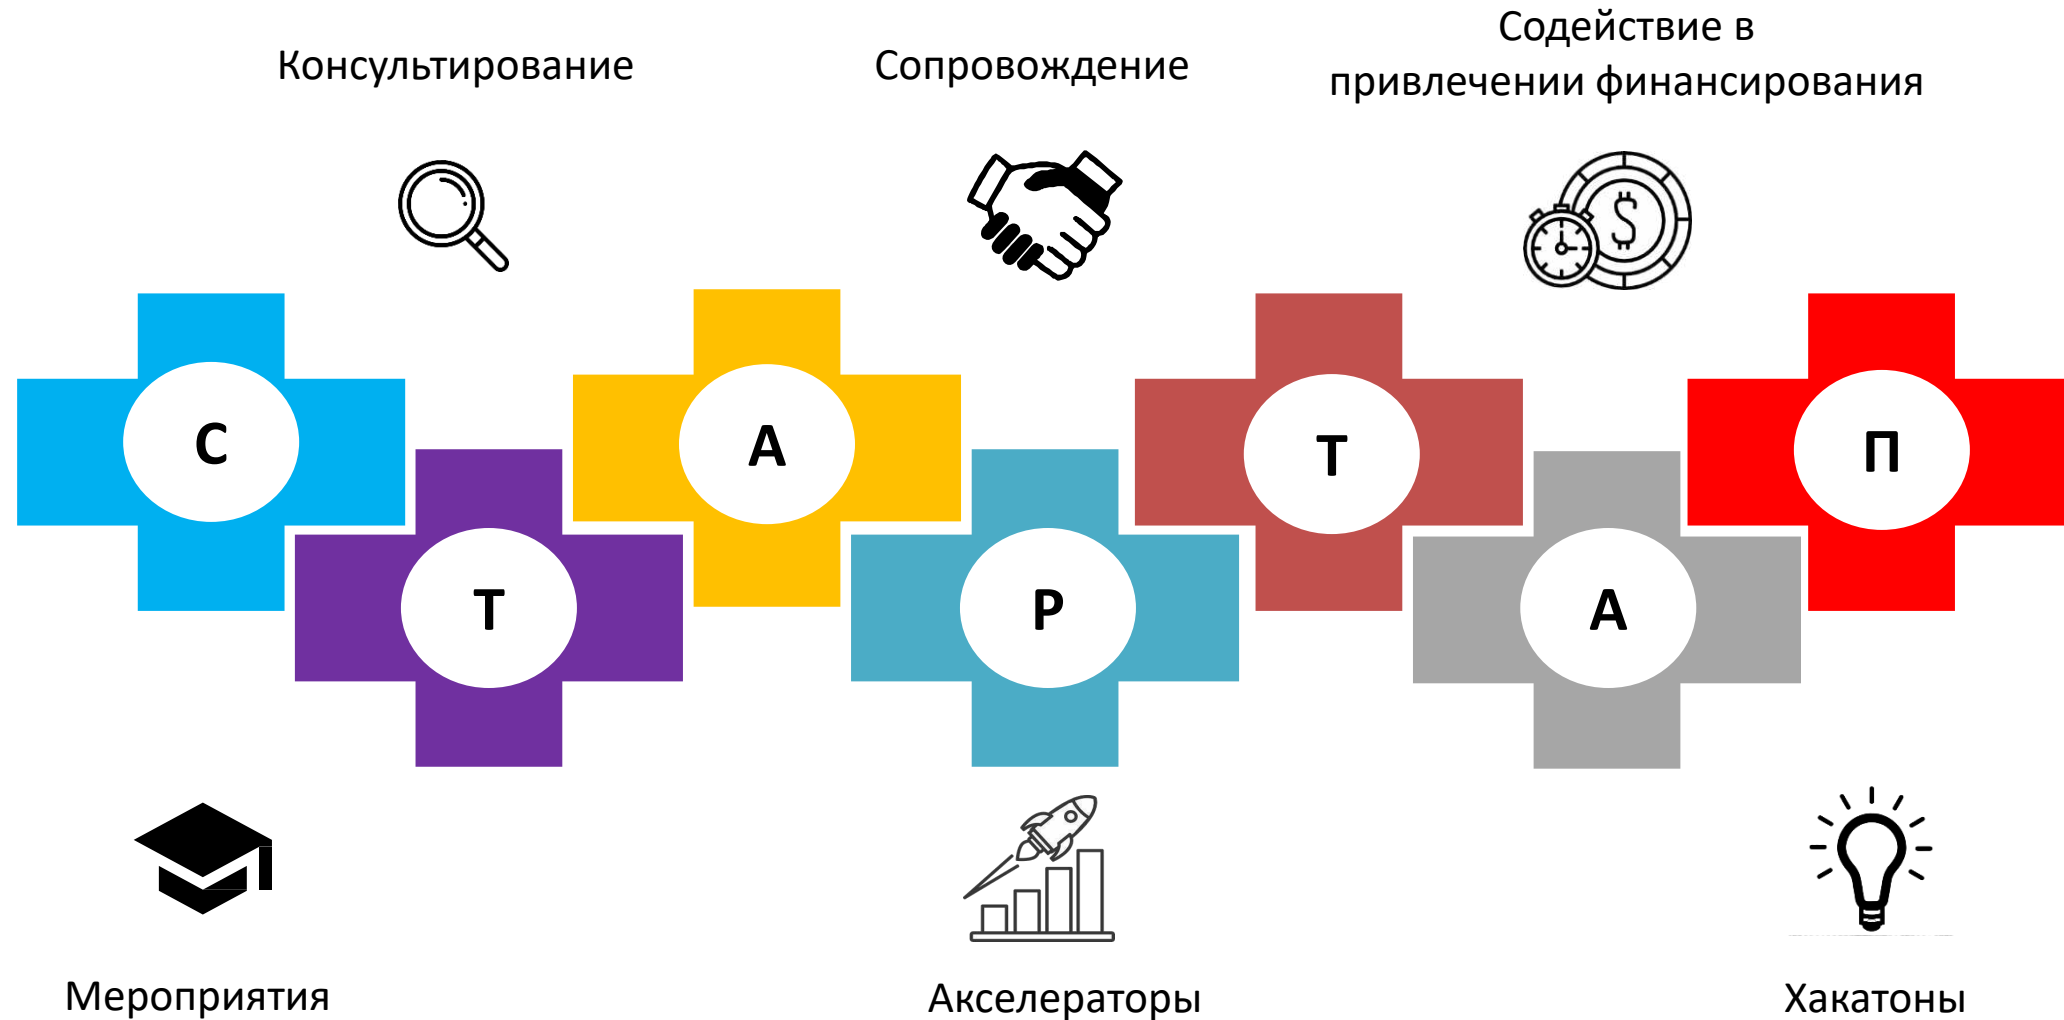 Консультирование
Сопровождение
Содействие в
привлечении финансирования
С
Т
А
Р
Т
А
П
Мероприятия
Акселераторы
Хакатоны